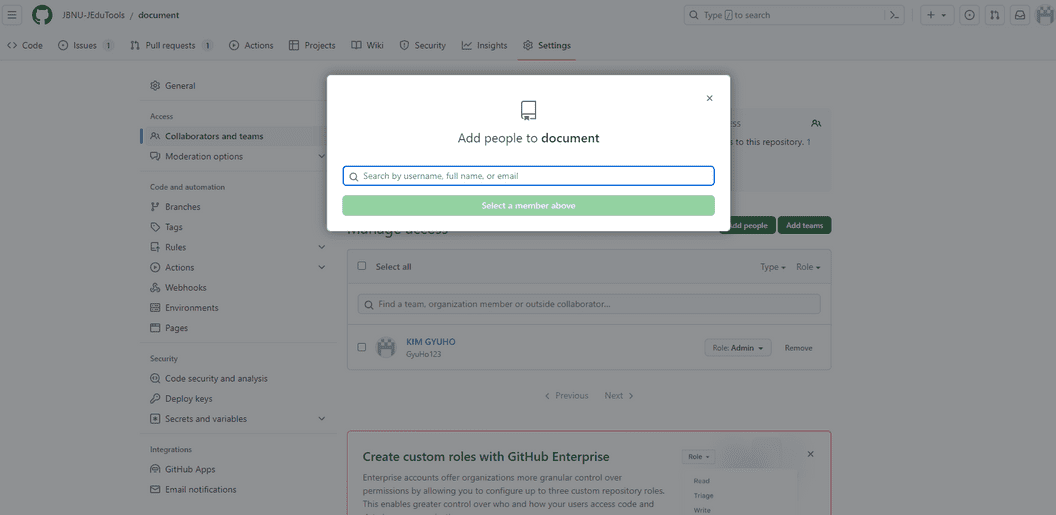 JBNU-JEduTools / document
Type / to search
Code
Issues 1
Pull requests 1
Actions
Projects
Wiki
Security
Insights
Settings
General
Access
Collaborators and teams
Moderation options
Code and automation
Branches
Tags
Rules
Actions
Webhooks
Environments
Pages
Security
Code security and analysis
Deploy keys
Secrets and variables
Integrations
GitHub Apps
Email notifications
Add people to document
Search by username, full name, or email
Select a member above
to this repository. 1
Manage access
Add people
Add teams
Select all
Type
Role
Find a team, organization member or outside collaborator...
KIM GYUHO
GyuHo123
Role: Admin
Remove
Previous
Next
Create custom roles with GitHub Enterprise
Enterprise accounts offer organizations more granular control over
permissions by allowing you to configure up to three custom repository roles.
This enables greater control over who and how your users access code and
Role
Read
Triage
Write